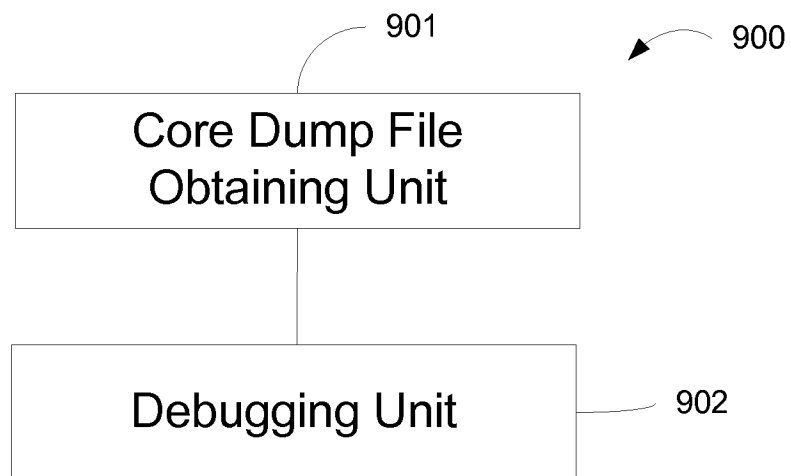 901
900
Core Dump File
Obtaining Unit
Debugging Unit
902